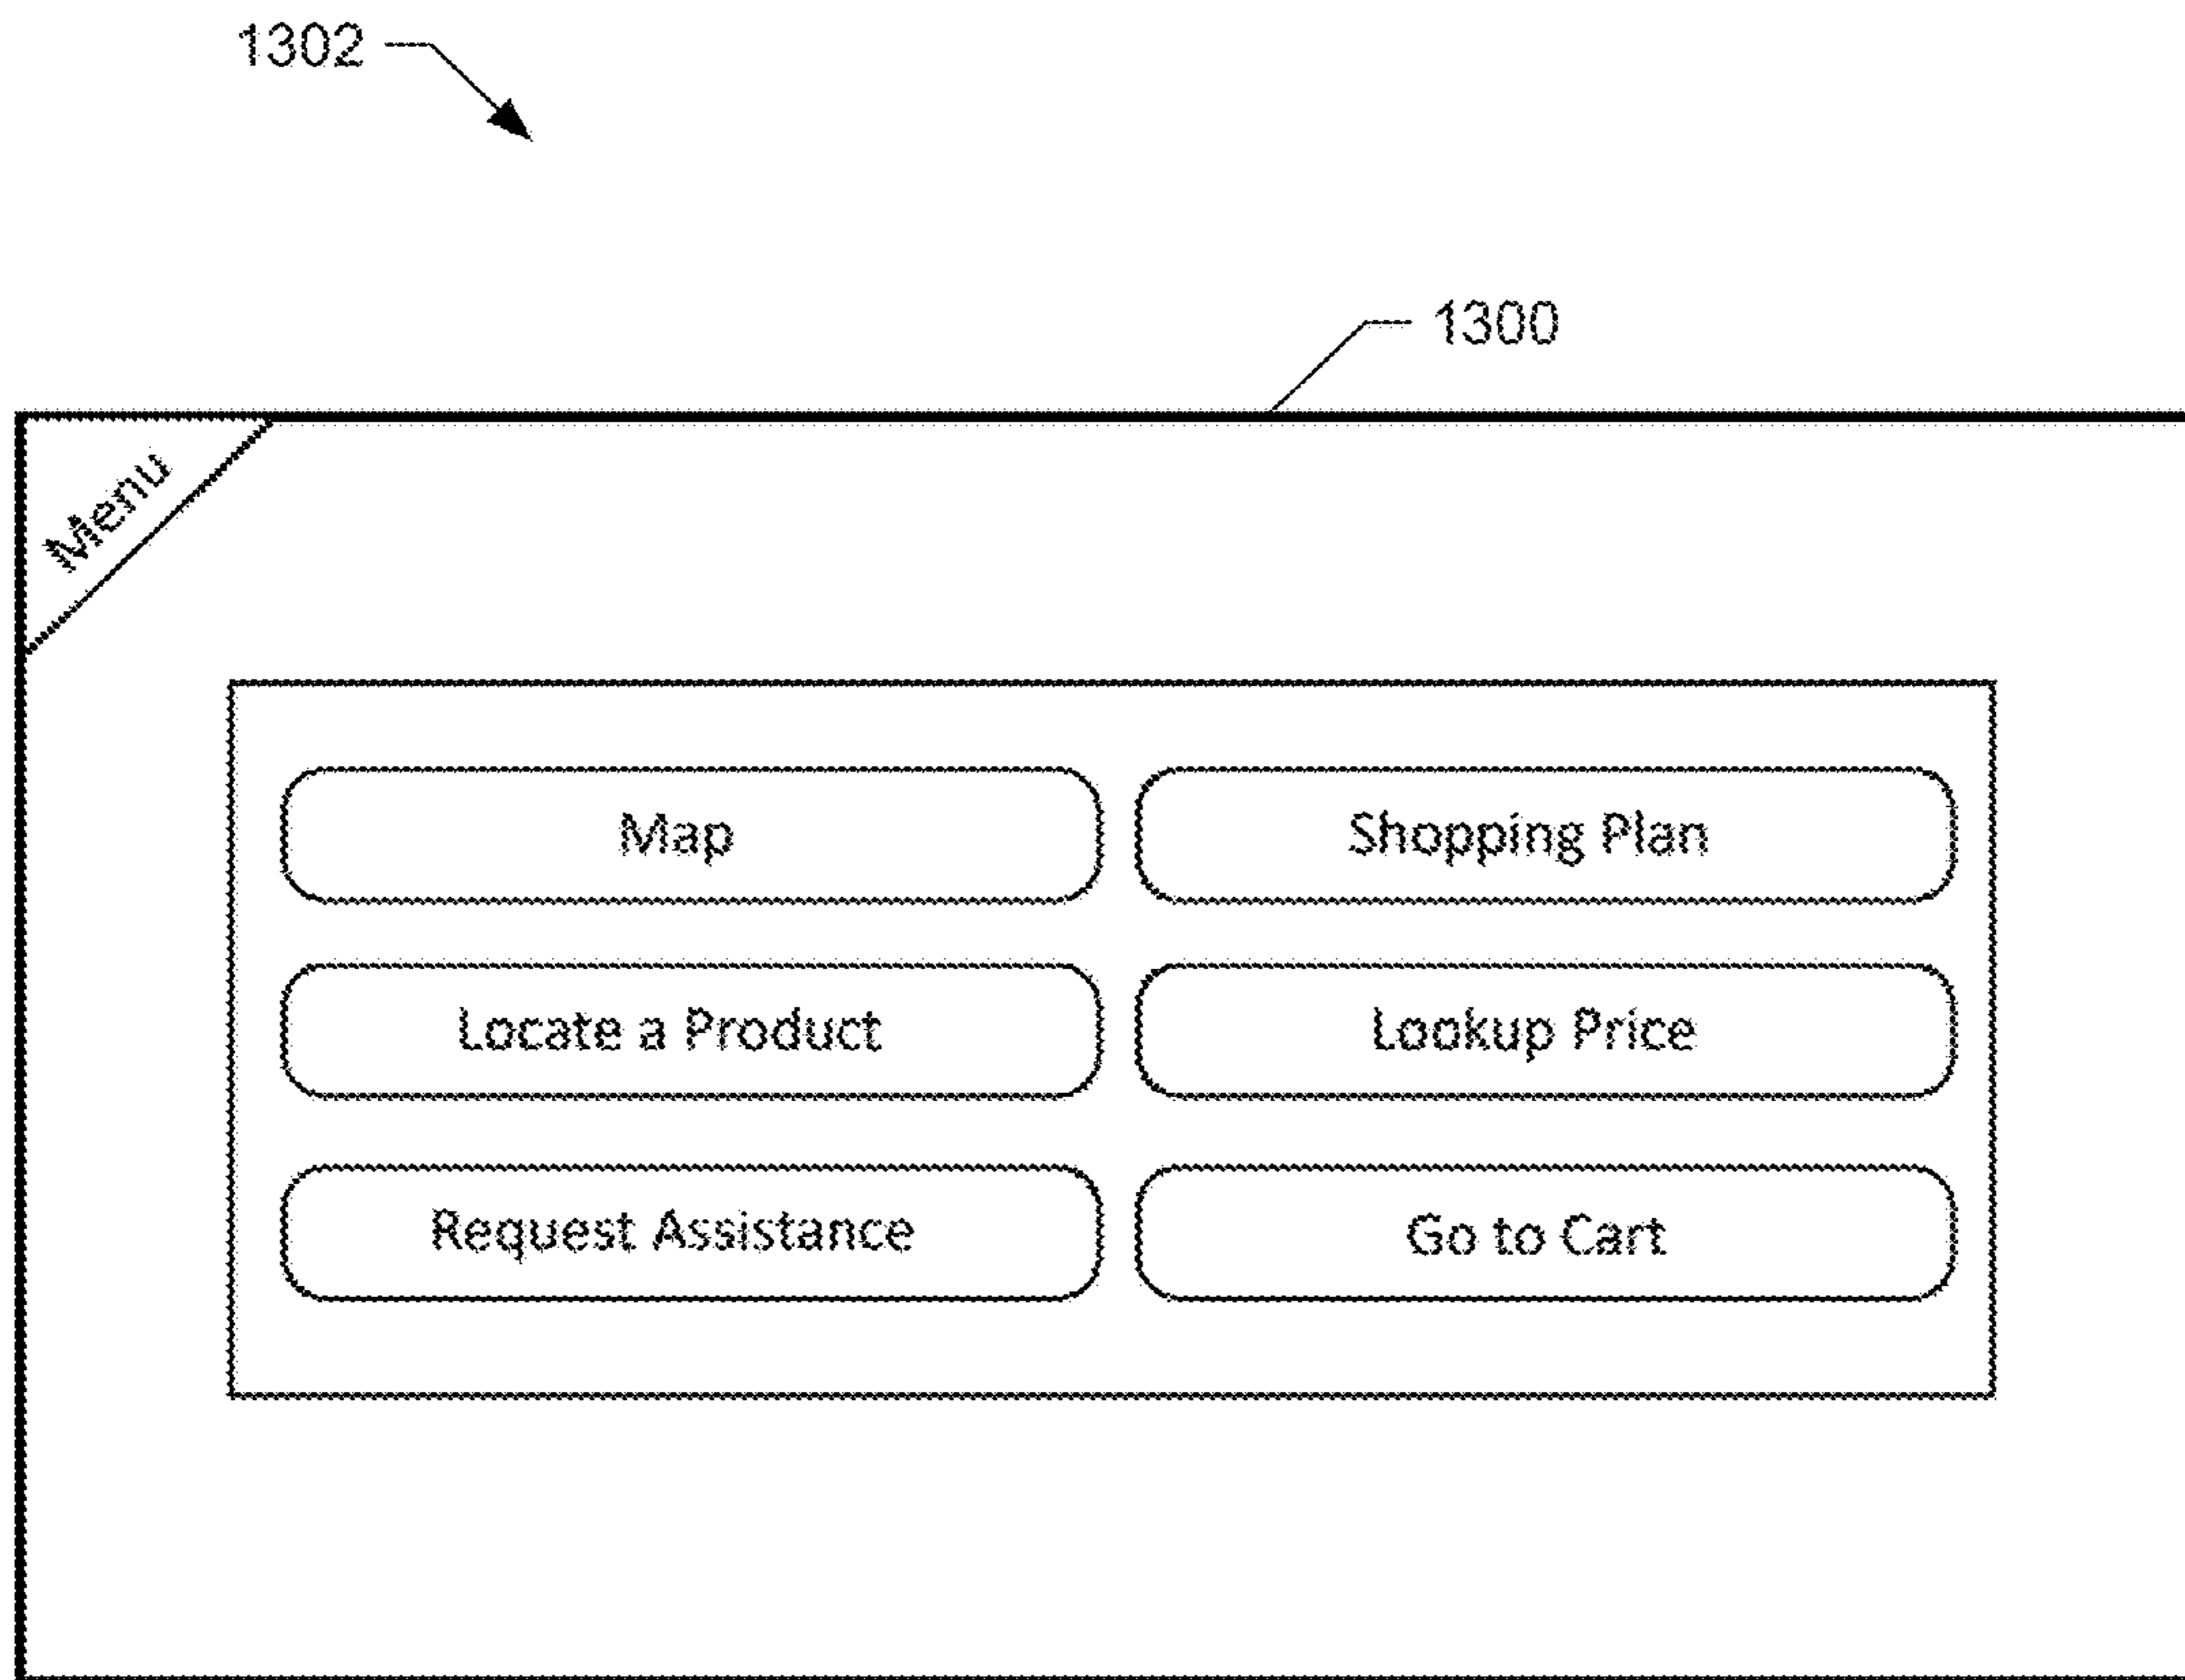 1302
1300
Menu
Map
Shopping Plan
Locate a Product
Lookup Price
Request Assistance
Go to Cart